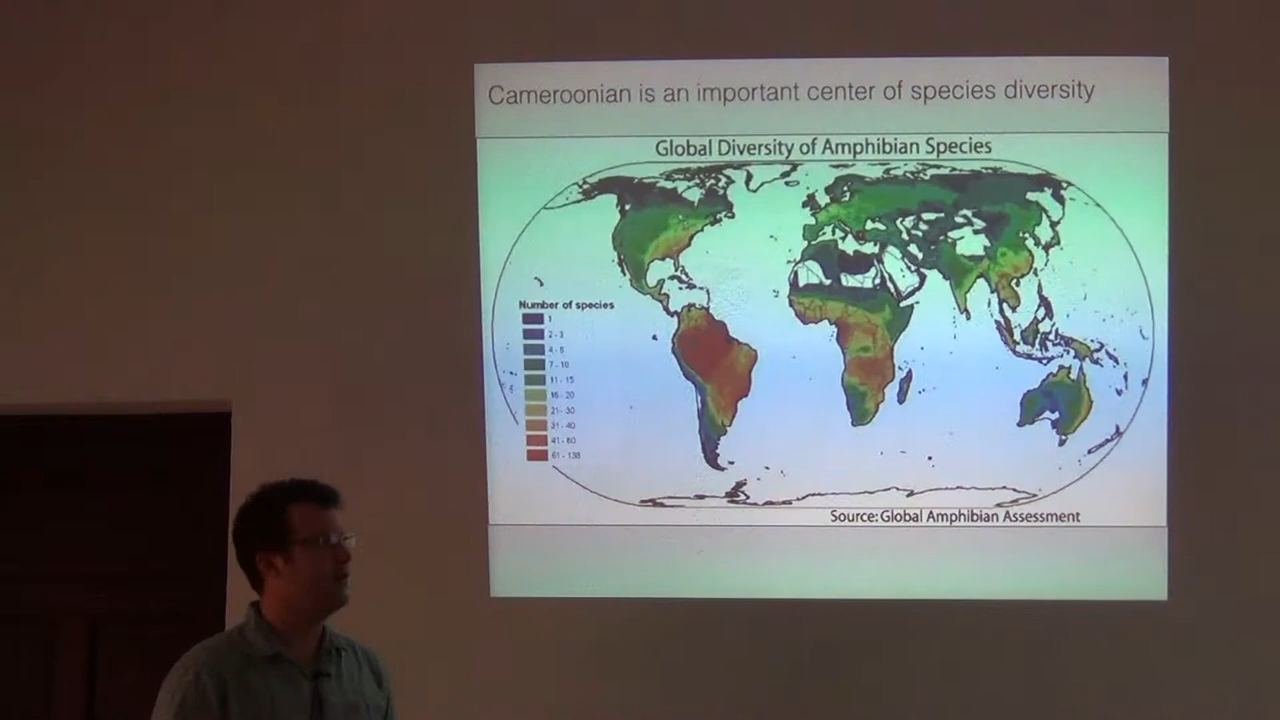 Cameroonian is an important center of species diversity
Global Diversity of Amphibian Species
Number of species
1
2 - 3
4 - 6
7 - 10
11 - 15
16 - 20
21 - 30
31 - 40
41 - 60
61 - 138
Source: Global Amphibian Assessment